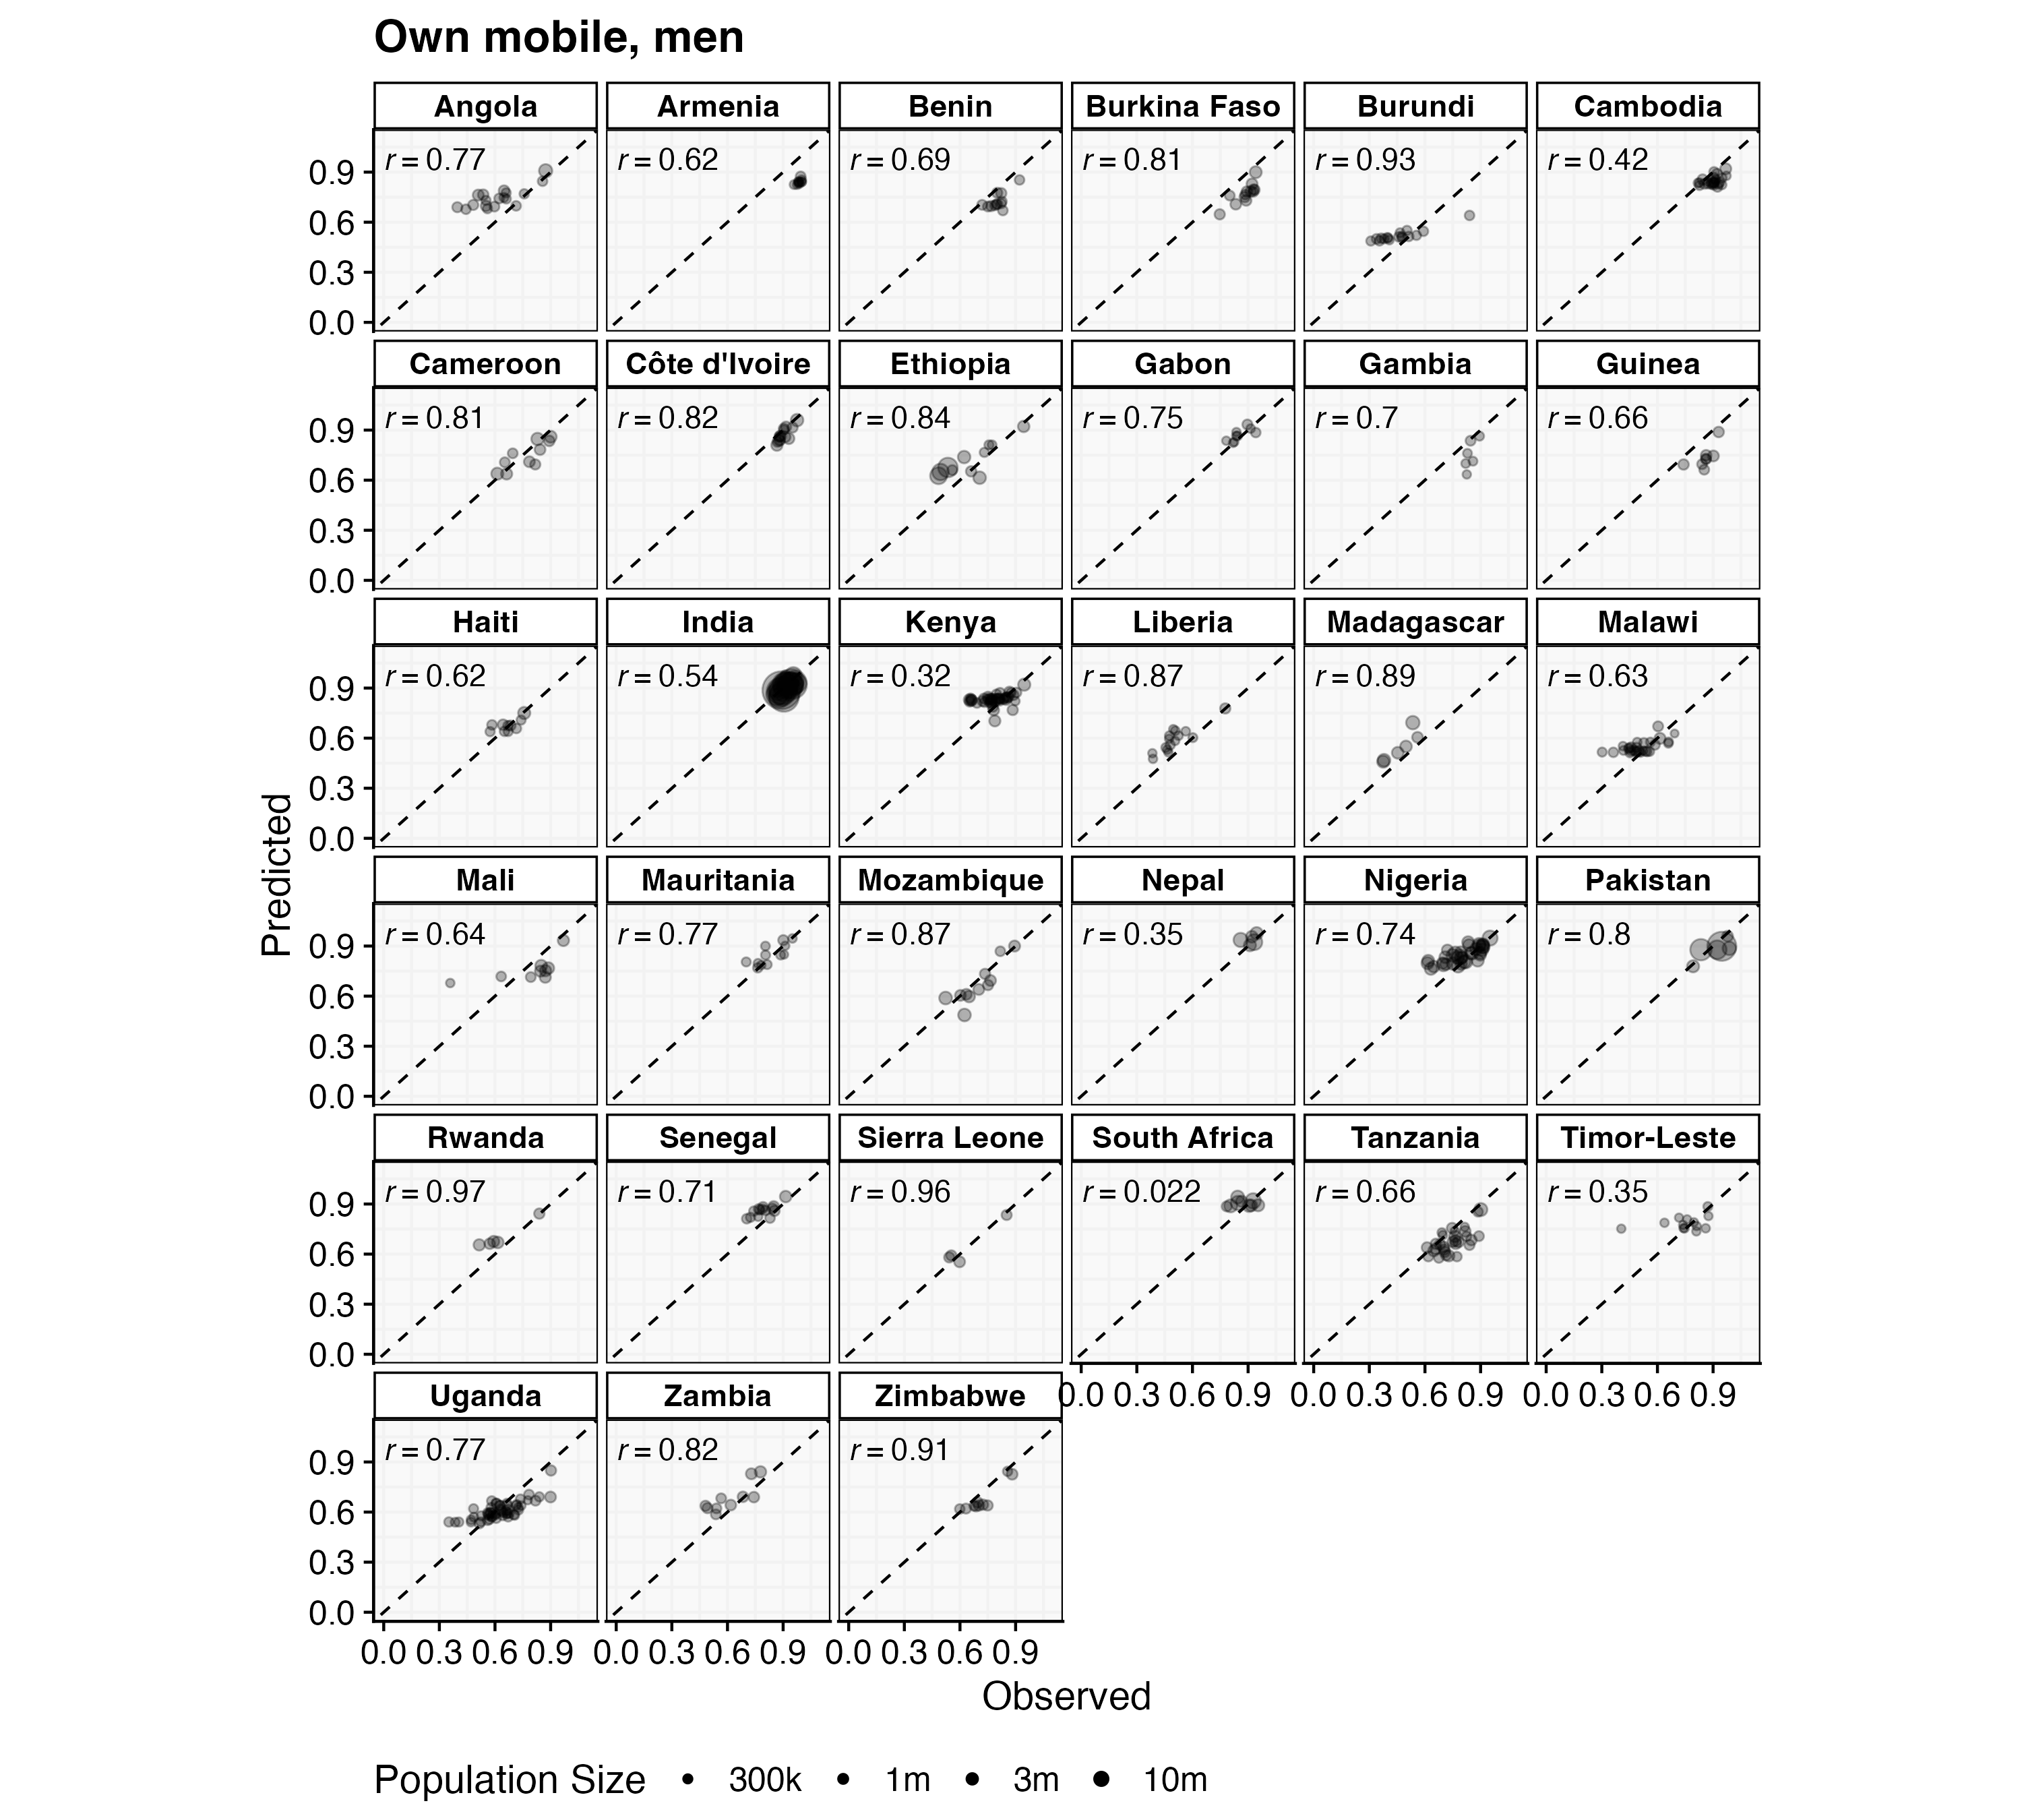 Own mobile, men
Angola Armenia Benin Burkina Faso Burundi Cambodia
r = 0.77 r = 0.62 r = 0.69 r = 0.81 r = 0.93 r = 0.42
0.9
0.6
0.3
0.0
Cameroon Côte d'Ivoire Ethiopia Gabon Gambia Guinea
r = 0.81 r = 0.82 r = 0.84 r = 0.75 r = 0.7 r = 0.66
0.9
0.6
0.3
0.0
Haiti India Kenya Liberia Madagascar Malawi
r = 0.62 r = 0.54 r = 0.32 r = 0.87 r = 0.89 r = 0.63
0.9
0.6
0.3
0.0
Predicted
Mali Mauritania Mozambique Nepal Nigeria Pakistan
r = 0.64 r = 0.77 r = 0.87 r = 0.35 r = 0.74 r = 0.8
0.9
0.6
0.3
0.0
Rwanda Senegal Sierra Leone South Africa Tanzania Timor-Leste
r = 0.97 r = 0.71 r = 0.96 r = 0.022 r = 0.66 r = 0.35
0.9
0.6
0.3
0.0
Uganda Zambia Zimbabwe 0.0 0.3 0.6 0.9 0.0 0.3 0.6 0.9 0.0 0.3 0.6 0.9
r = 0.77 r = 0.82 r = 0.91
0.9
0.6
0.3
0.0
0.0 0.3 0.6 0.9 0.0 0.3 0.6 0.9 0.0 0.3 0.6 0.9
Observed
Population Size 300k 1m 3m 10m